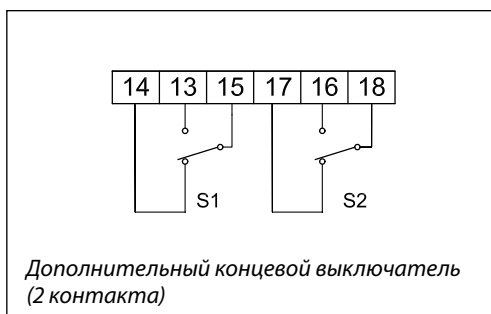 14 13 15 17 16 18
S1 S2
Дополнительный концевой выключатель
(2 контакта)